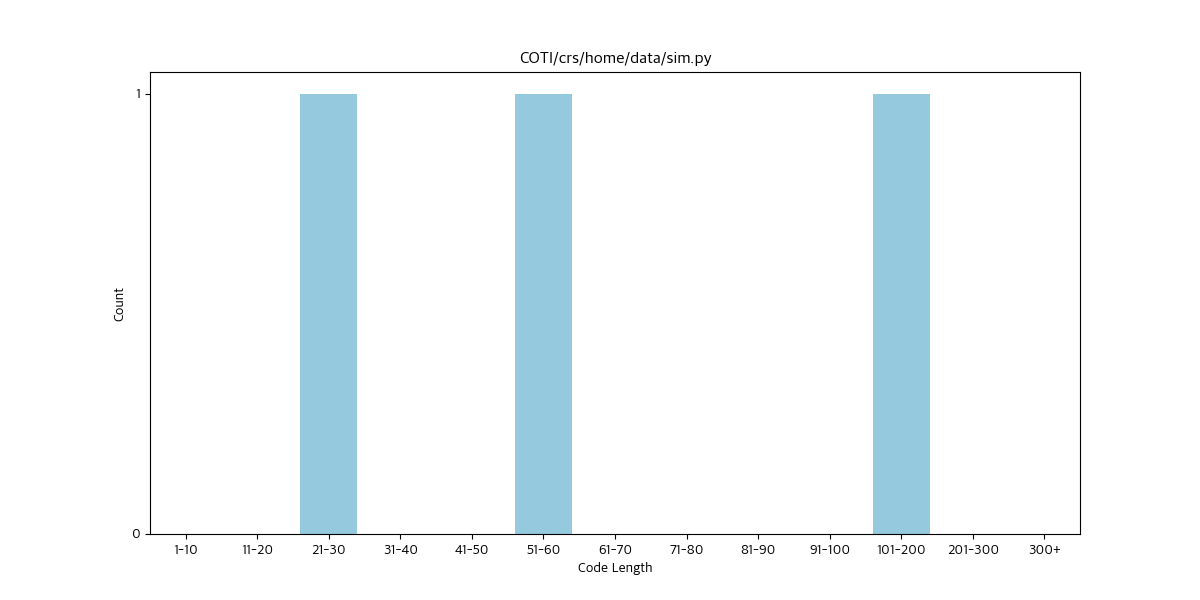 COTI/crs/home/data/sim.py
1
0
Count
1-10 11-20 21-30 31-40 41-50 51-60 61-70 71-80 81-90 91-100 101-200 201-300 300+
Code Length